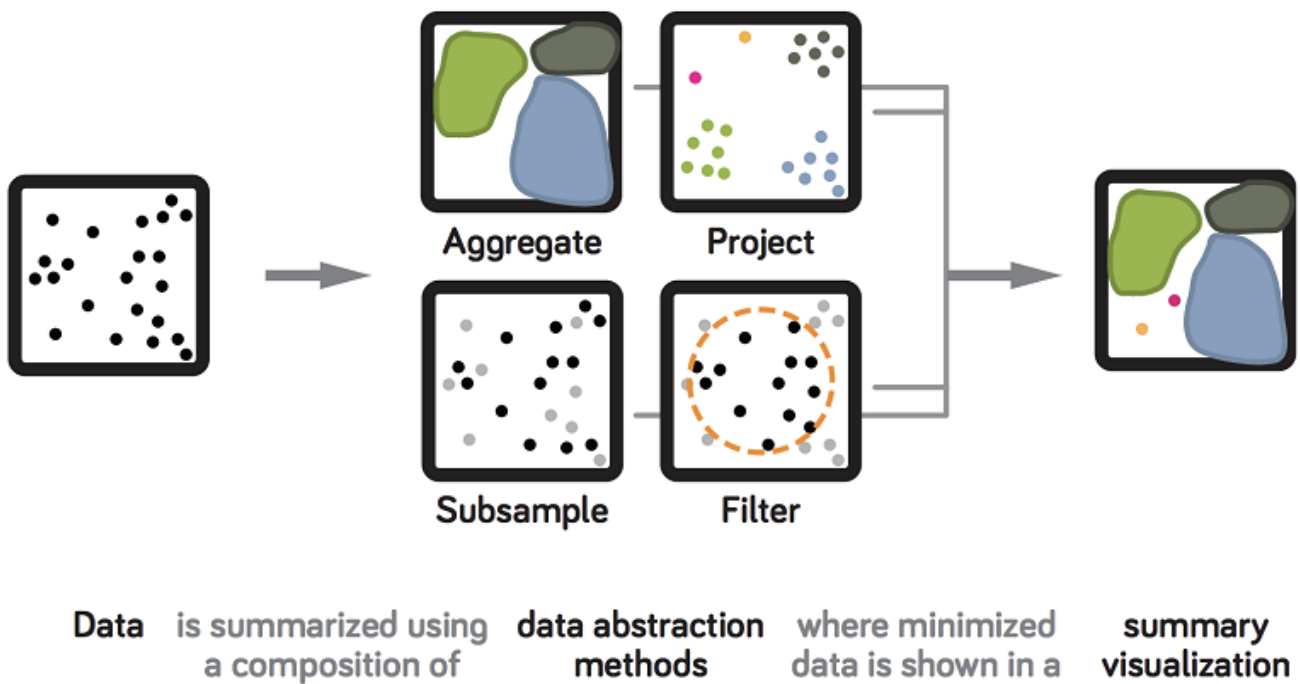 Aggregate
Project
Subsample
Filter
Data
is summarized using
a composition of
data abstraction
methods
where minimized
data is shown in a
summary
visualization